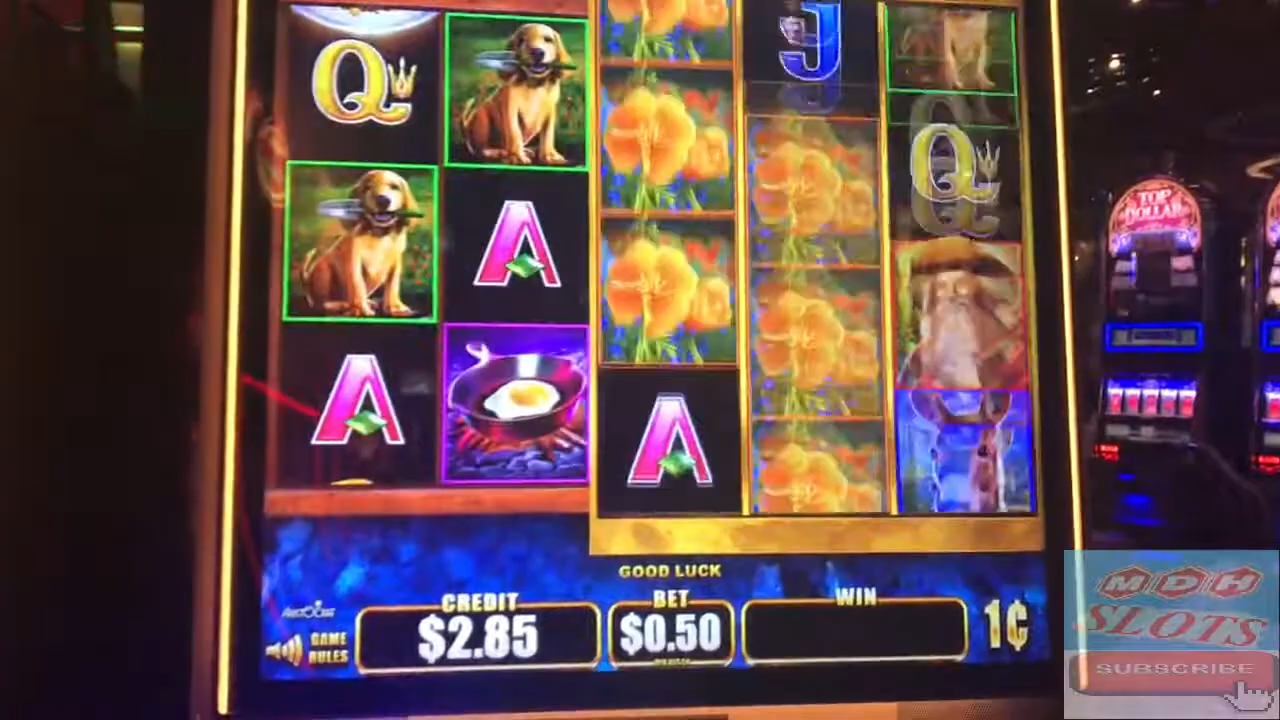 Q
J
Q
A
A
A
TOP
DOLLAR
GOOD LUCK
CREDIT
BET
WIN
$2.85
$0.50
1¢
GAME
RULES
MDH
SLOTS
SUBSCRIBE